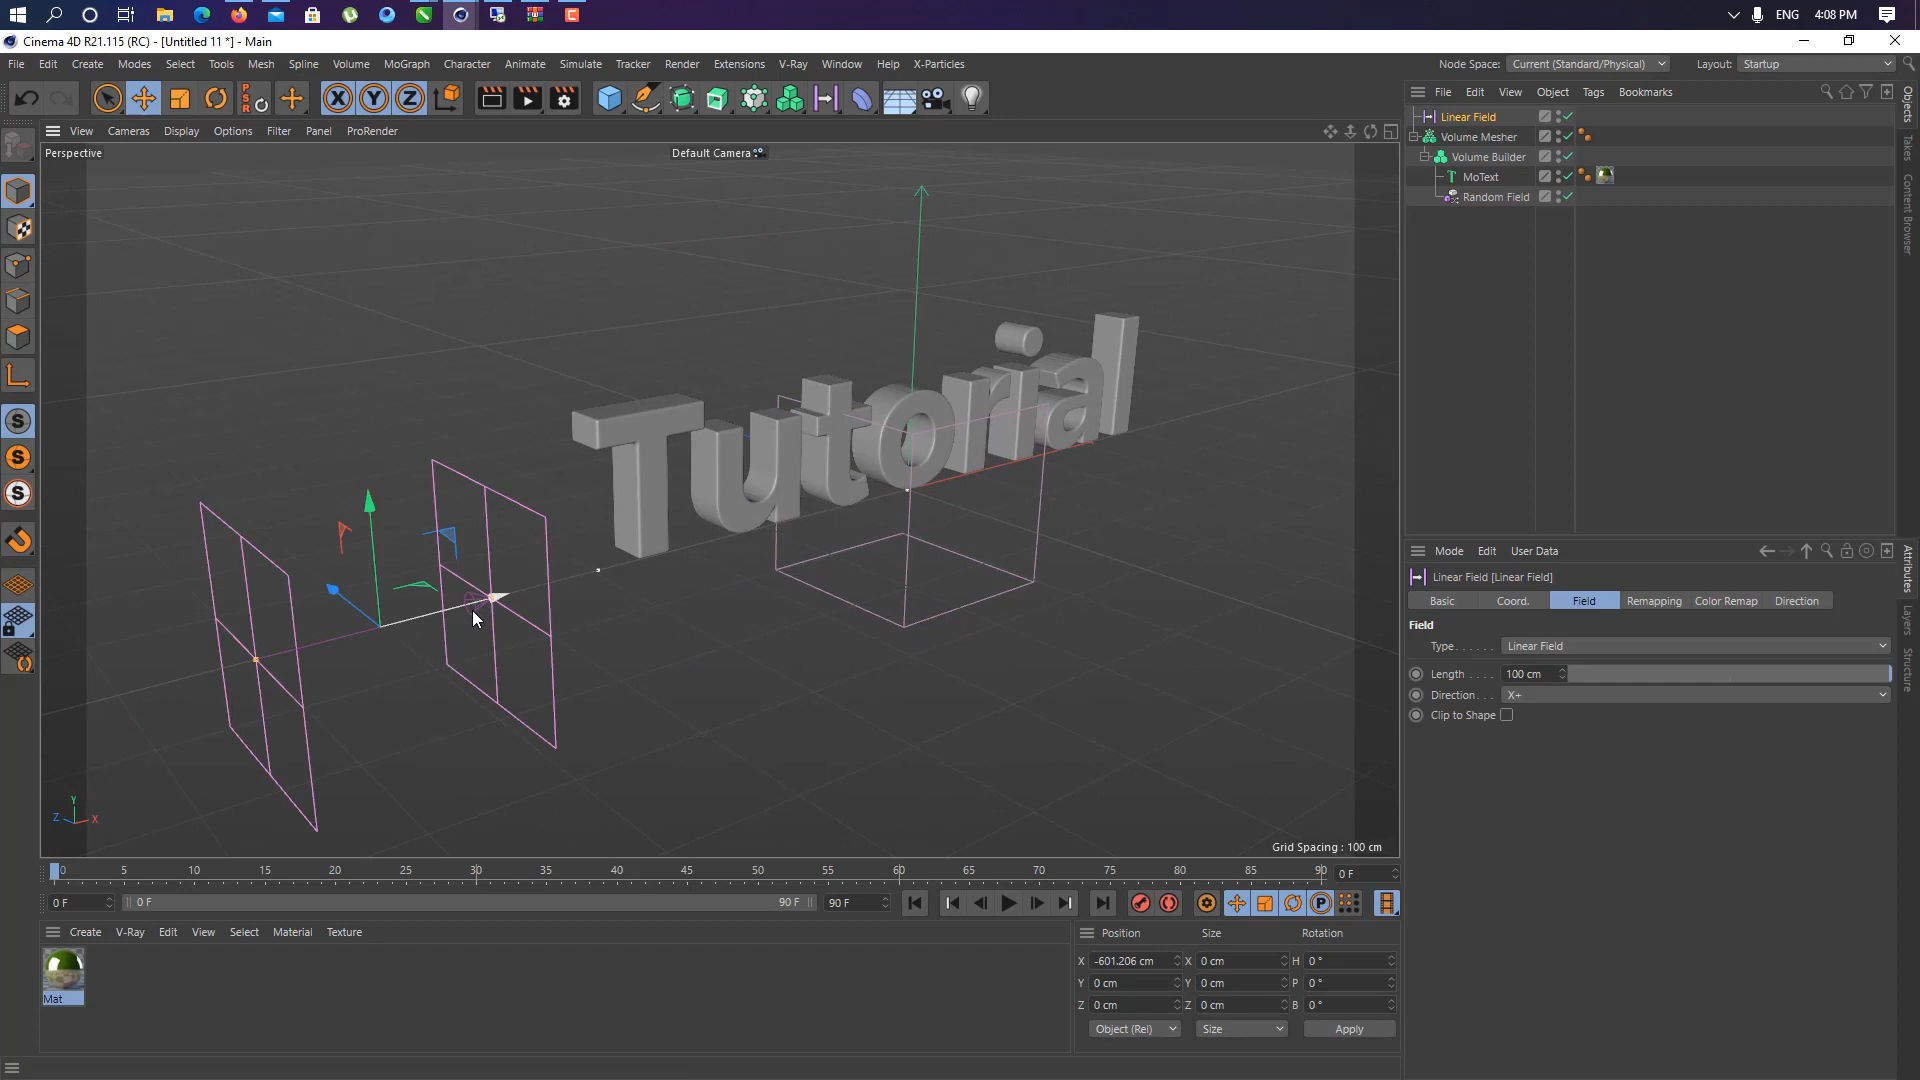 ENG 4:08 PM
Cinema 4D R21.115 (RC) - [Untitled 11 *] - Main
File Edit Create Modes Select Tools Mesh Spline Volume MoGraph Character Animate Simulate Tracker Render Extensions V-Ray Window Help X-Particles
Node Space: Current (Standard/Physical) Layout: Startup
P S R X Y Z
File Edit View Object Tags Bookmarks
View Cameras Display Options Filter Panel ProRender
Perspective
Default Camera
Linear Field
Volume Mesher
Volume Builder
MoText
Random Field
Objects
Takes
Content Browser
Tutorial
S
S
S
Y
Z X
Grid Spacing : 100 cm
Mode Edit User Data
Linear Field [Linear Field]
Basic Coord. Field Remapping Color Remap Direction
Field
Type Linear Field
Length 100 cm
Direction X+
Clip to Shape
Attributes
Layers
Structure
0 5 10 15 20 25 30 35 40 45 50 55 60 65 70 75 80 85 90 0 F
0 F 0 F 90 F 90 F P
Create V-Ray Edit View Select Material Texture
Mat
Position Size Rotation
X -601.206 cm X 0 cm H 0 °
Y 0 cm Y 0 cm P 0 °
Z 0 cm Z 0 cm B 0 °
Object (Rel) Size Apply